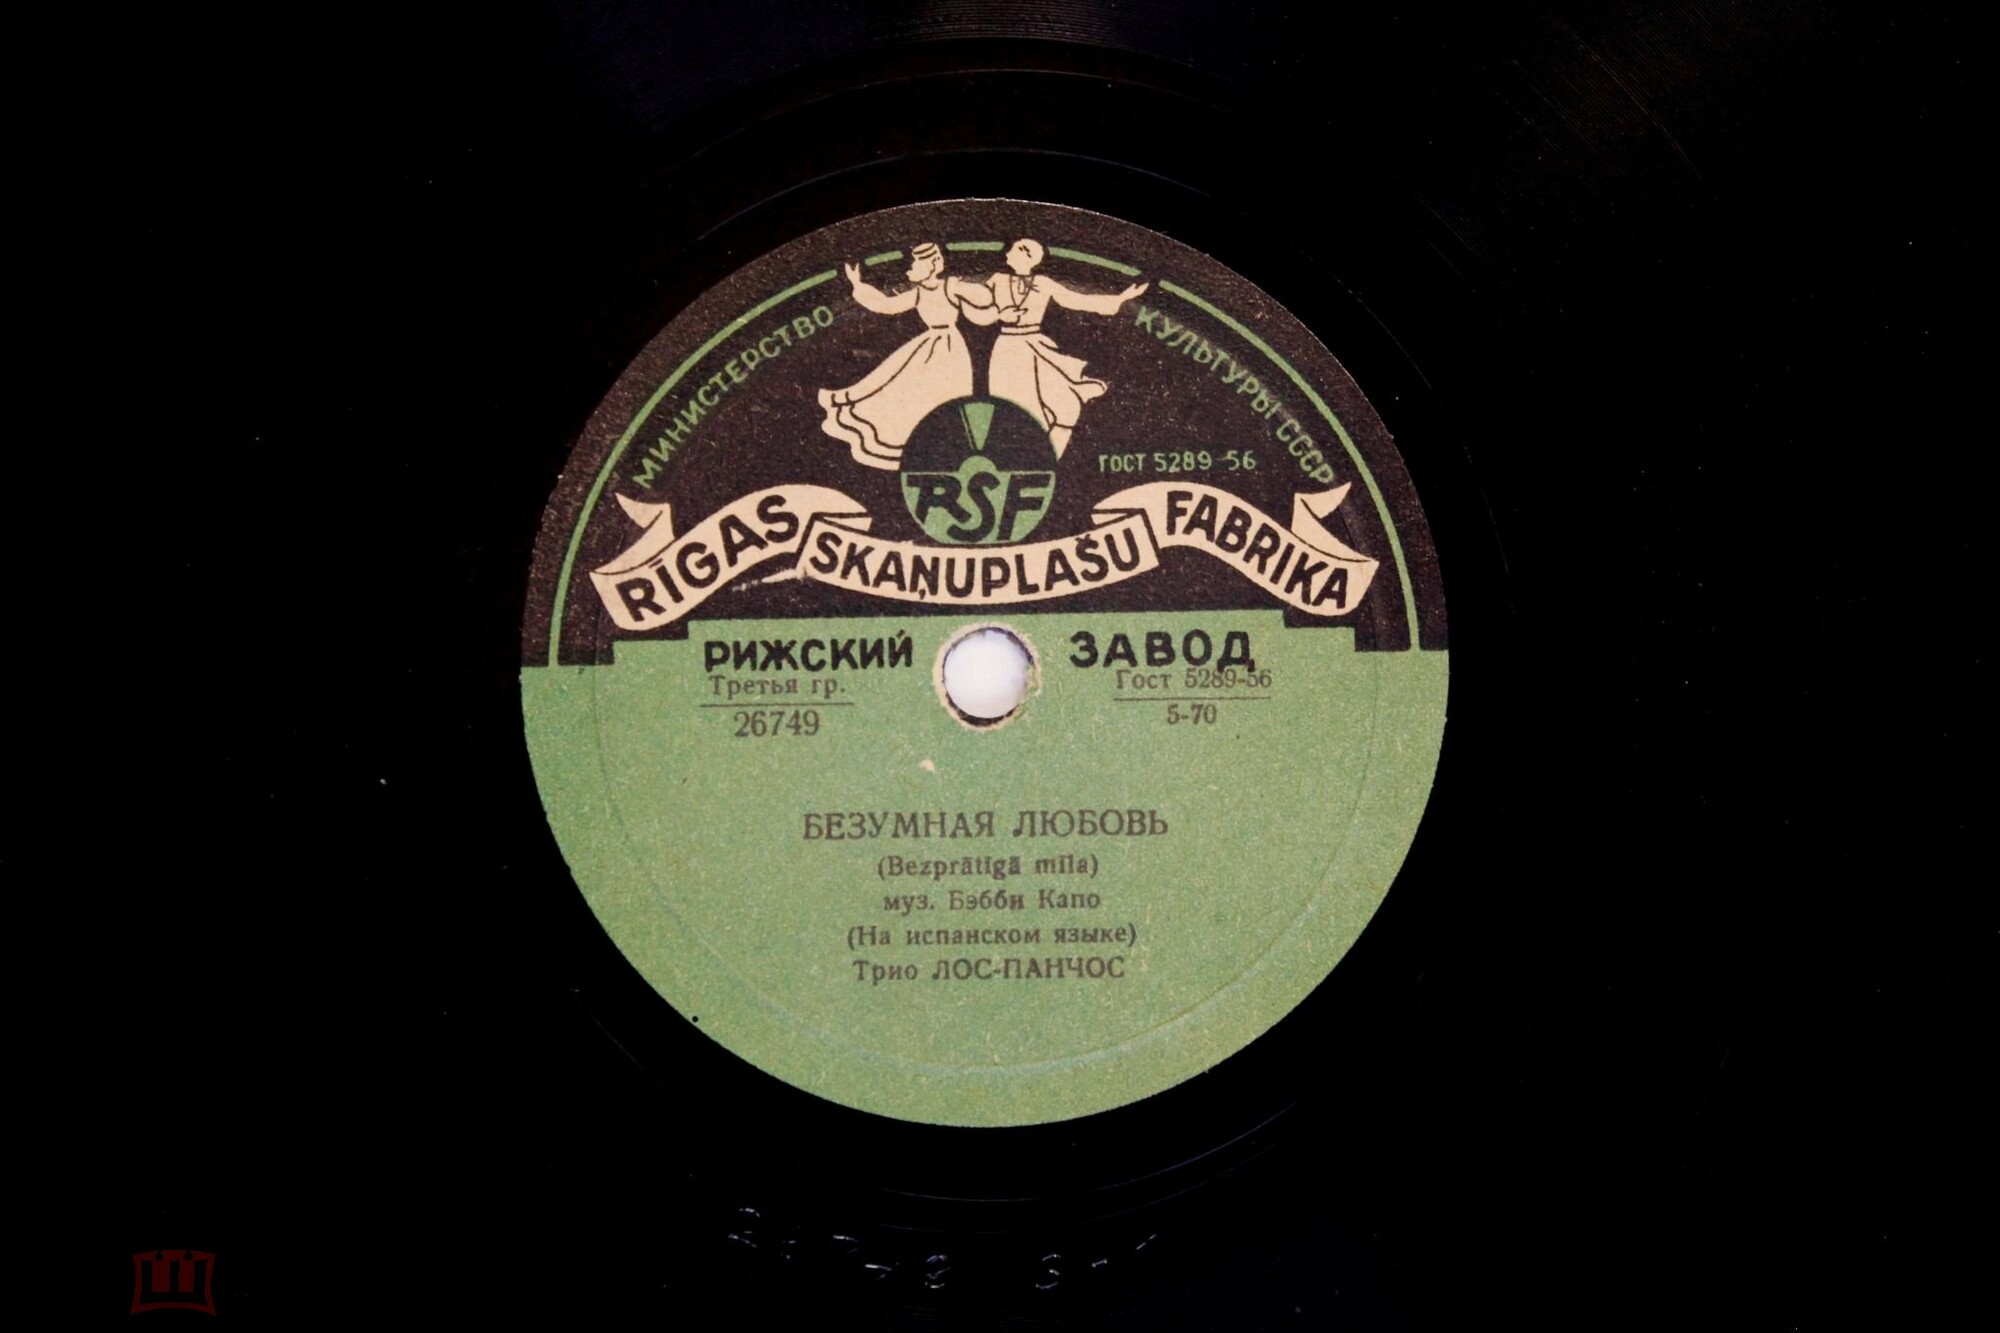 МИНИСТЕРСТВО КУЛЬТУРЫ СССР
ГОСТ 5289-56
RSF
RĪGAS SKAŅUPLAŠU FABRIKA
РИЖСКИЙ ЗАВОД
Третья гр. Гост 5289-56
26749 5-70
БЕЗУМНАЯ ЛЮБОВЬ
(Bezprātīgā mīla)
муз. Бэбби Капо
(На испанском языке)
Трио ЛОС-ПАНЧОС